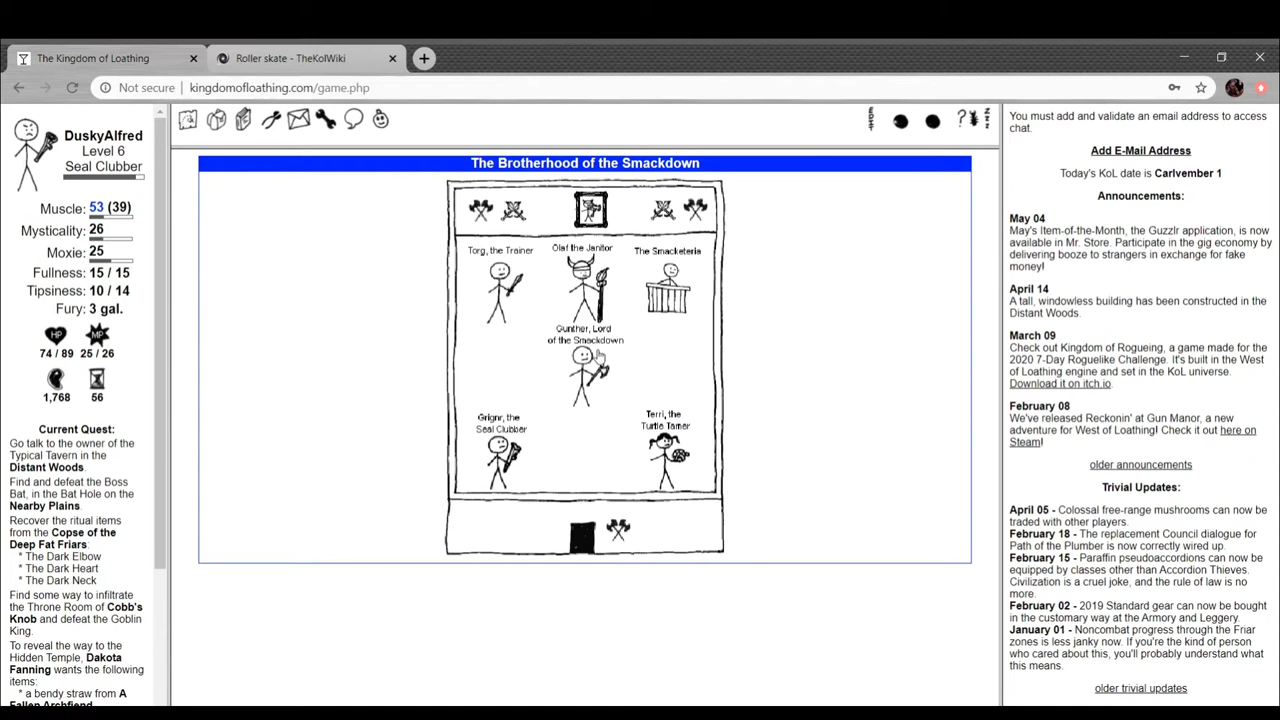 The Kingdom of Loathing
Roller skate - TheKolWiki
Not secure
kingdomofloathing.com/game.php
DuskyAlfred
Level 6
Seal Clubber
Muscle: 53 (39)
Mysticality: 26
Moxie: 25
Fullness: 15 / 15
Tipsiness: 10 / 14
Fury: 3 gal.
HP
MP
74 / 89 25 / 26
1,768 56
Current Quest:
Go talk to the owner of the
Typical Tavern in the
Distant Woods.
Find and defeat the Boss
Bat, in the Bat Hole on the
Nearby Plains.
Recover the ritual items
from the Copse of the
Deep Fat Friars:
* The Dark Elbow
* The Dark Heart
* The Dark Neck
Find some way to infiltrate
the Throne Room of Cobb's
Knob and defeat the Goblin
King.
To reveal the way to the
Hidden Temple, Dakota
Fanning wants the following
items:
* a bendy straw from A
Fallen Archfiend
The Brotherhood of the Smackdown
Torg, the Trainer
Olaf the Janitor
The Smacketeria
Gunther, Lord
of the Smackdown
Grignr, the
Seal Clubber
Terri, the
Turtle Tamer
You must add and validate an email address to access
chat.
Add E-Mail Address
Today's KoL date is Carlvember 1
Announcements:
May 04
May's Item-of-the-Month, the Guzzlr application, is now
available in Mr. Store. Participate in the gig economy by
delivering booze to strangers in exchange for fake
money!
April 14
A tall, windowless building has been constructed in the
Distant Woods.
March 09
Check out Kingdom of Rogueing, a game made for the
2020 7-Day Roguelike Challenge. It's built in the West
of Loathing engine and set in the KoL universe.
Download it on itch.io.
February 08
We've released Reckonin' at Gun Manor, a new
adventure for West of Loathing! Check it out here on
Steam!
older announcements
Trivial Updates:
April 05 - Colossal free-range mushrooms can now be
traded with other players.
February 18 - The replacement Council dialogue for
Path of the Plumber is now correctly wired up.
February 15 - Paraffin pseudoaccordions can now be
equipped by classes other than Accordion Thieves.
Civilization is a cruel joke, and the rule of law is no
more.
February 02 - 2019 Standard gear can now be bought
in the customary way at the Armory and Leggery.
January 01 - Noncombat progress through the Friar
zones is less janky now. If you're the kind of person
who cared about this, you'll probably understand what
this means.
older trivial updates